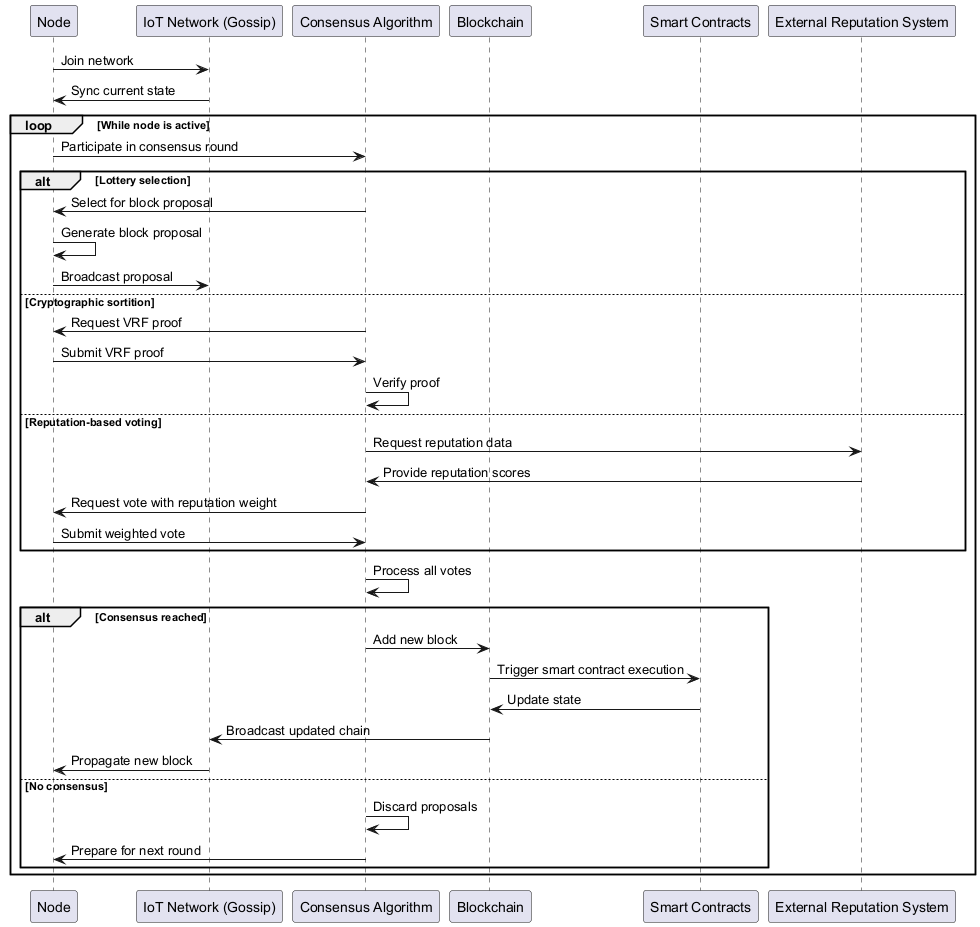 Node
IoT Network (Gossip)
Consensus Algorithm
Blockchain
Smart Contracts
External Reputation System
Join network
Sync current state
loop [While node is active]
Participate in consensus round
alt [Lottery selection]
Select for block proposal
Generate block proposal
Broadcast proposal
[Cryptographic sortition]
Request VRF proof
Submit VRF proof
Verify proof
[Reputation-based voting]
Request reputation data
Provide reputation scores
Request vote with reputation weight
Submit weighted vote
Process all votes
alt [Consensus reached]
Add new block
Trigger smart contract execution
Update state
Broadcast updated chain
Propagate new block
[No consensus]
Discard proposals
Prepare for next round
Node
IoT Network (Gossip)
Consensus Algorithm
Blockchain
Smart Contracts
External Reputation System